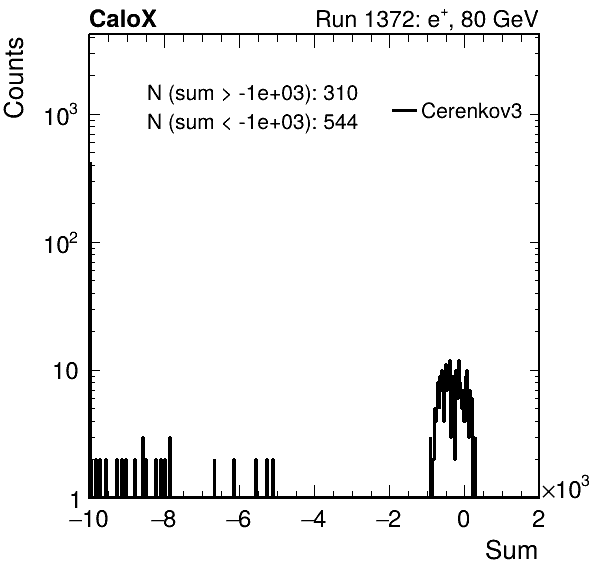 CaloX Run 1372: e⁺, 80 GeV
Counts
N (sum > -1e+03): 310
N (sum < -1e+03): 544
Cerenkov3
10³
10²
10
1
−10 −8 −6 −4 −2 0 2
×10³
Sum